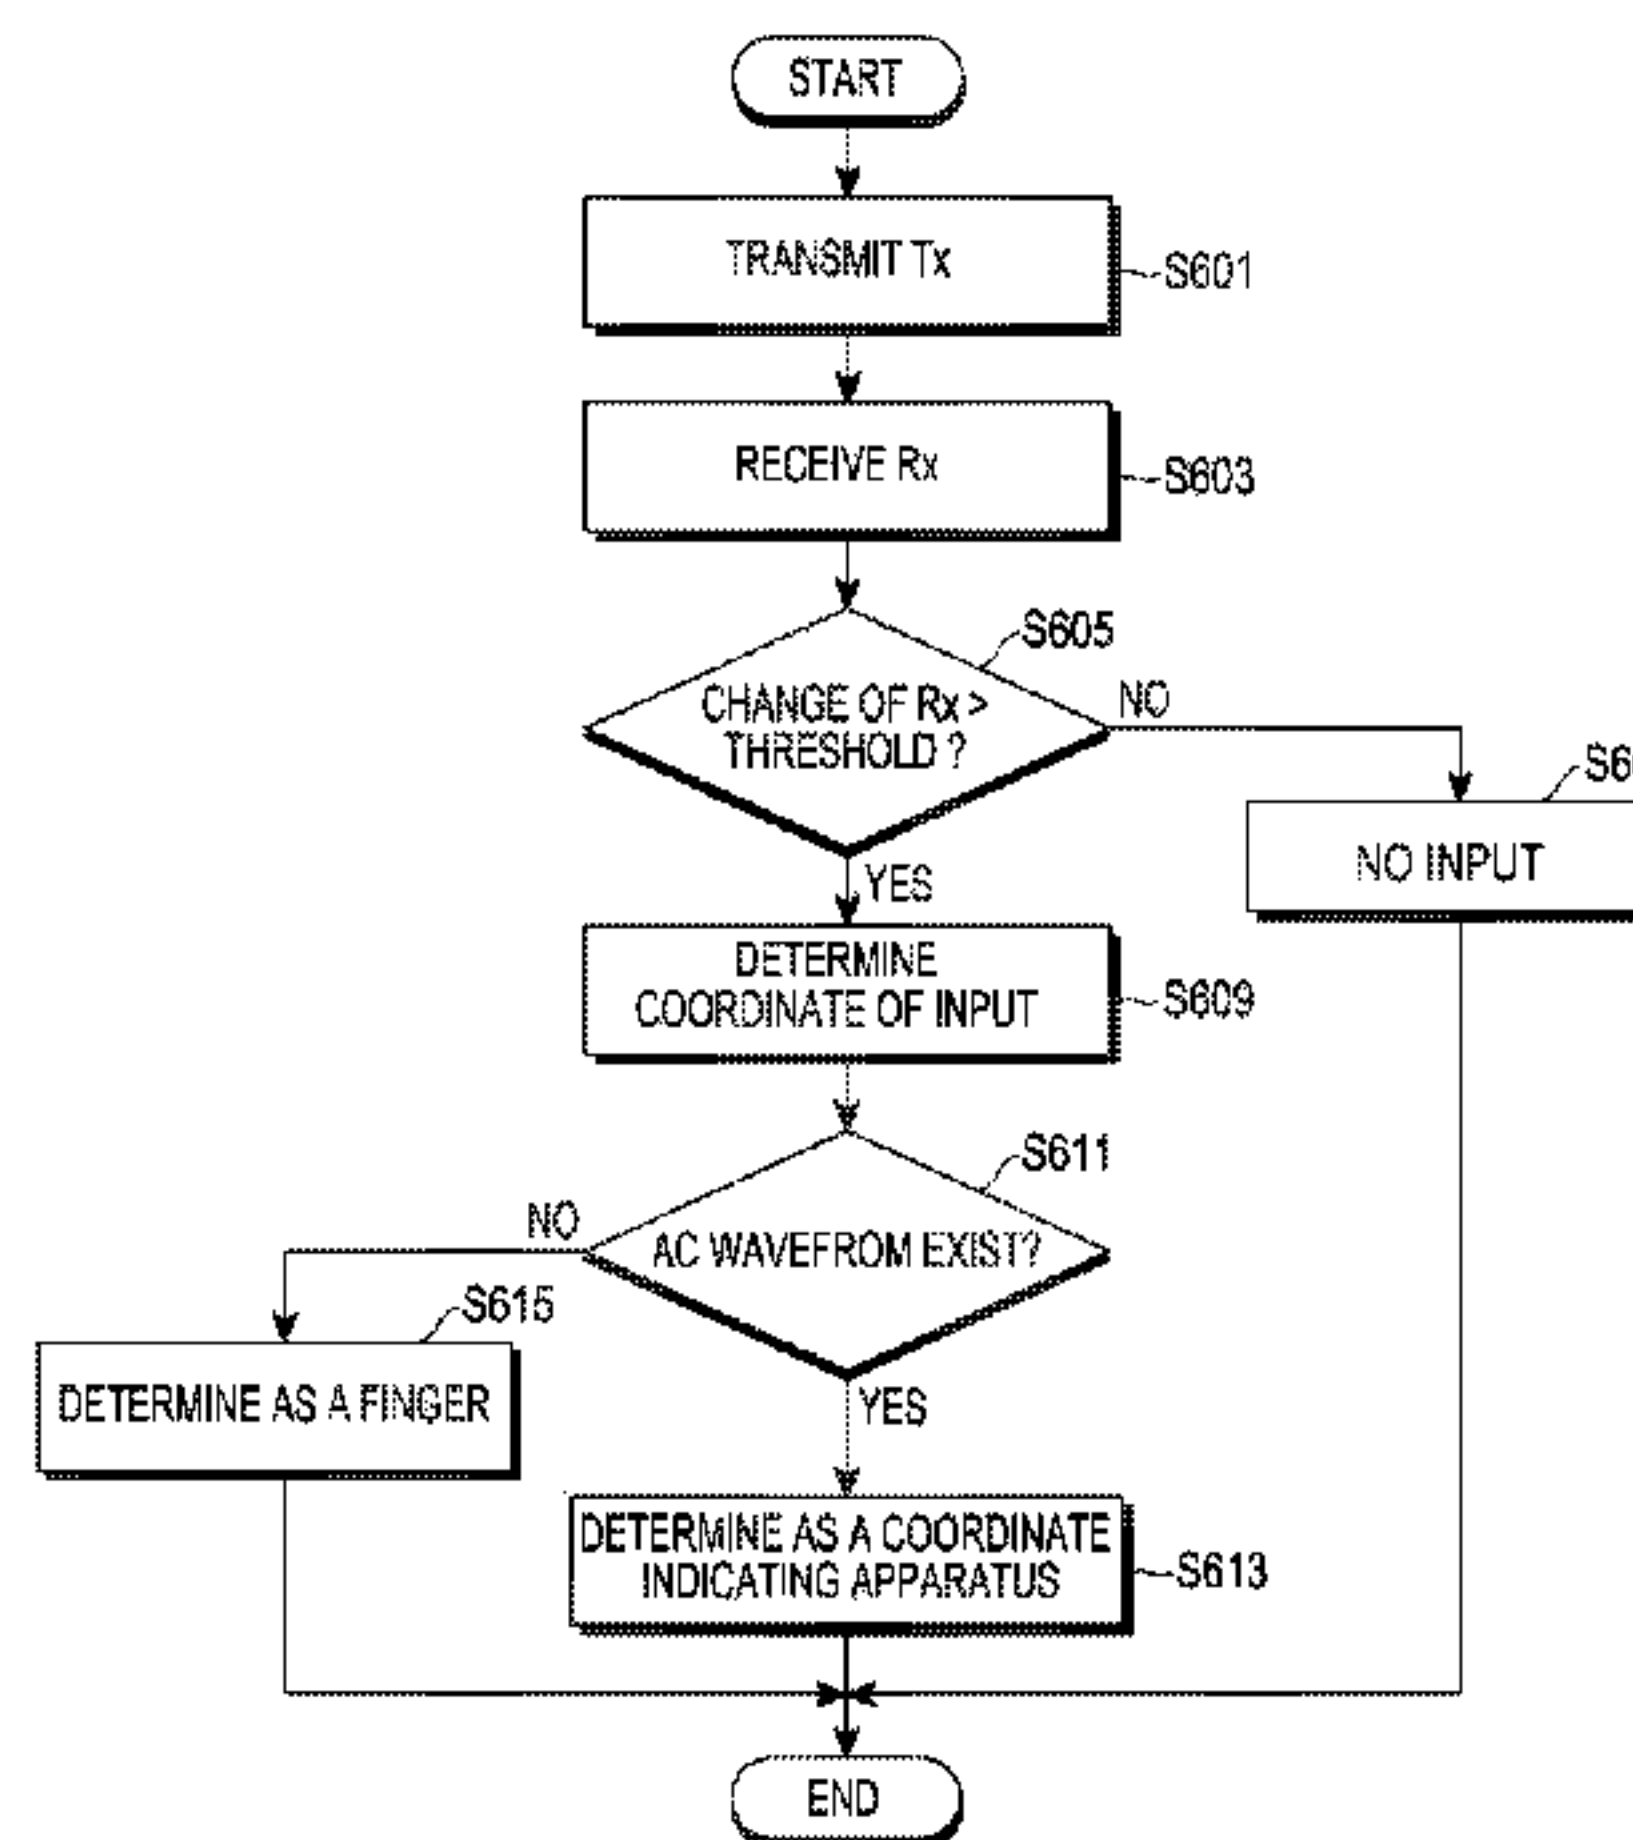 START
TRANSMIT Tx
S601
RECEIVE Rx
S603
S605
CHANGE OF Rx >
THRESHOLD ?
NO
NO INPUT
YES
DETERMINE
COORDINATE OF INPUT
S609
S611
AC WAVEFROM EXIST?
NO
S615
DETERMINE AS A FINGER
YES
DETERMINE AS A COORDINATE
INDICATING APPARATUS
S613
END